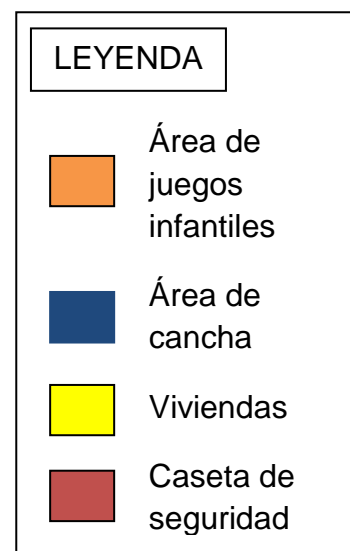 LEYENDA
Área de
juegos
infantiles
Área de
cancha
Viviendas
Caseta de
seguridad